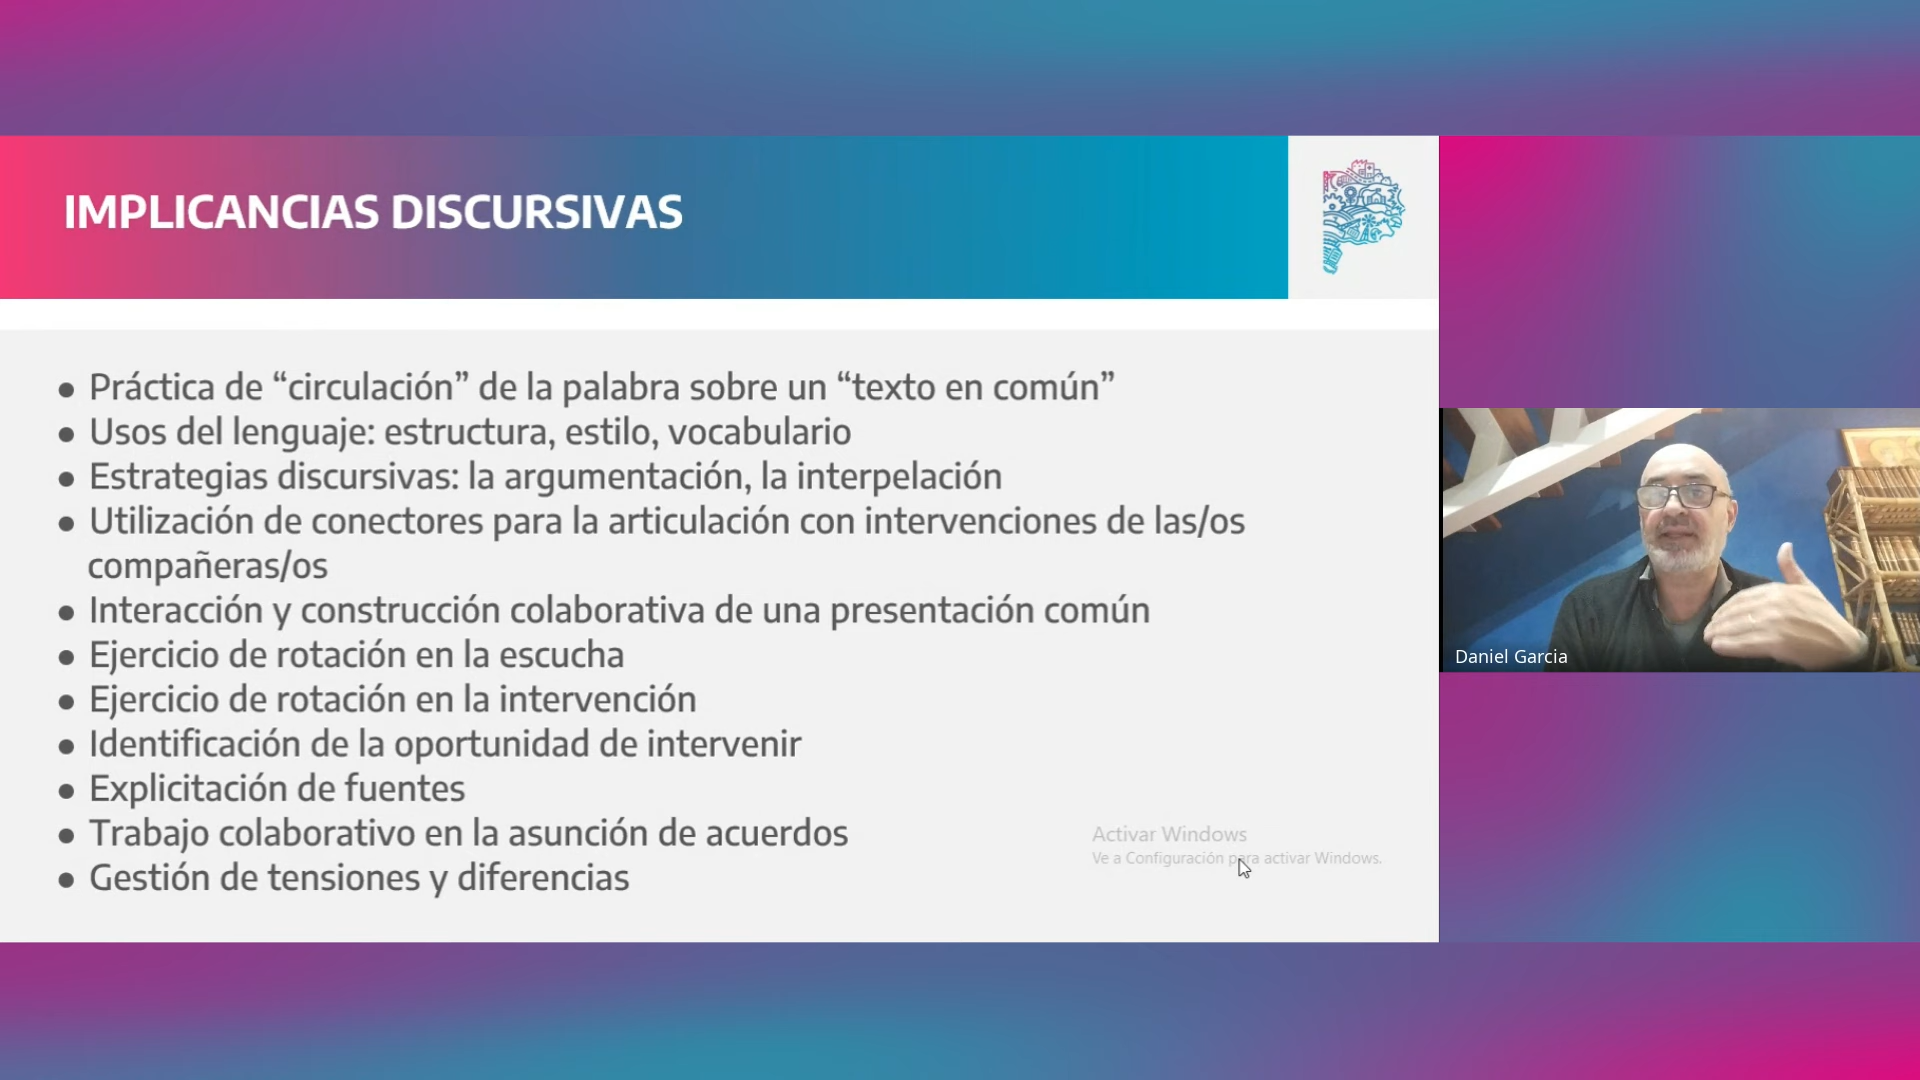 IMPLICANCIAS DISCURSIVAS
● Práctica de “circulación” de la palabra sobre un “texto en común”
● Usos del lenguaje: estructura, estilo, vocabulario
● Estrategias discursivas: la argumentación, la interpelación
● Utilización de conectores para la articulación con intervenciones de las/os
compañeras/os
● Interacción y construcción colaborativa de una presentación común
● Ejercicio de rotación en la escucha
● Ejercicio de rotación en la intervención
● Identificación de la oportunidad de intervenir
● Explicitación de fuentes
● Trabajo colaborativo en la asunción de acuerdos
● Gestión de tensiones y diferencias
Activar Windows
Ve a Configuración para activar Windows.
Daniel Garcia